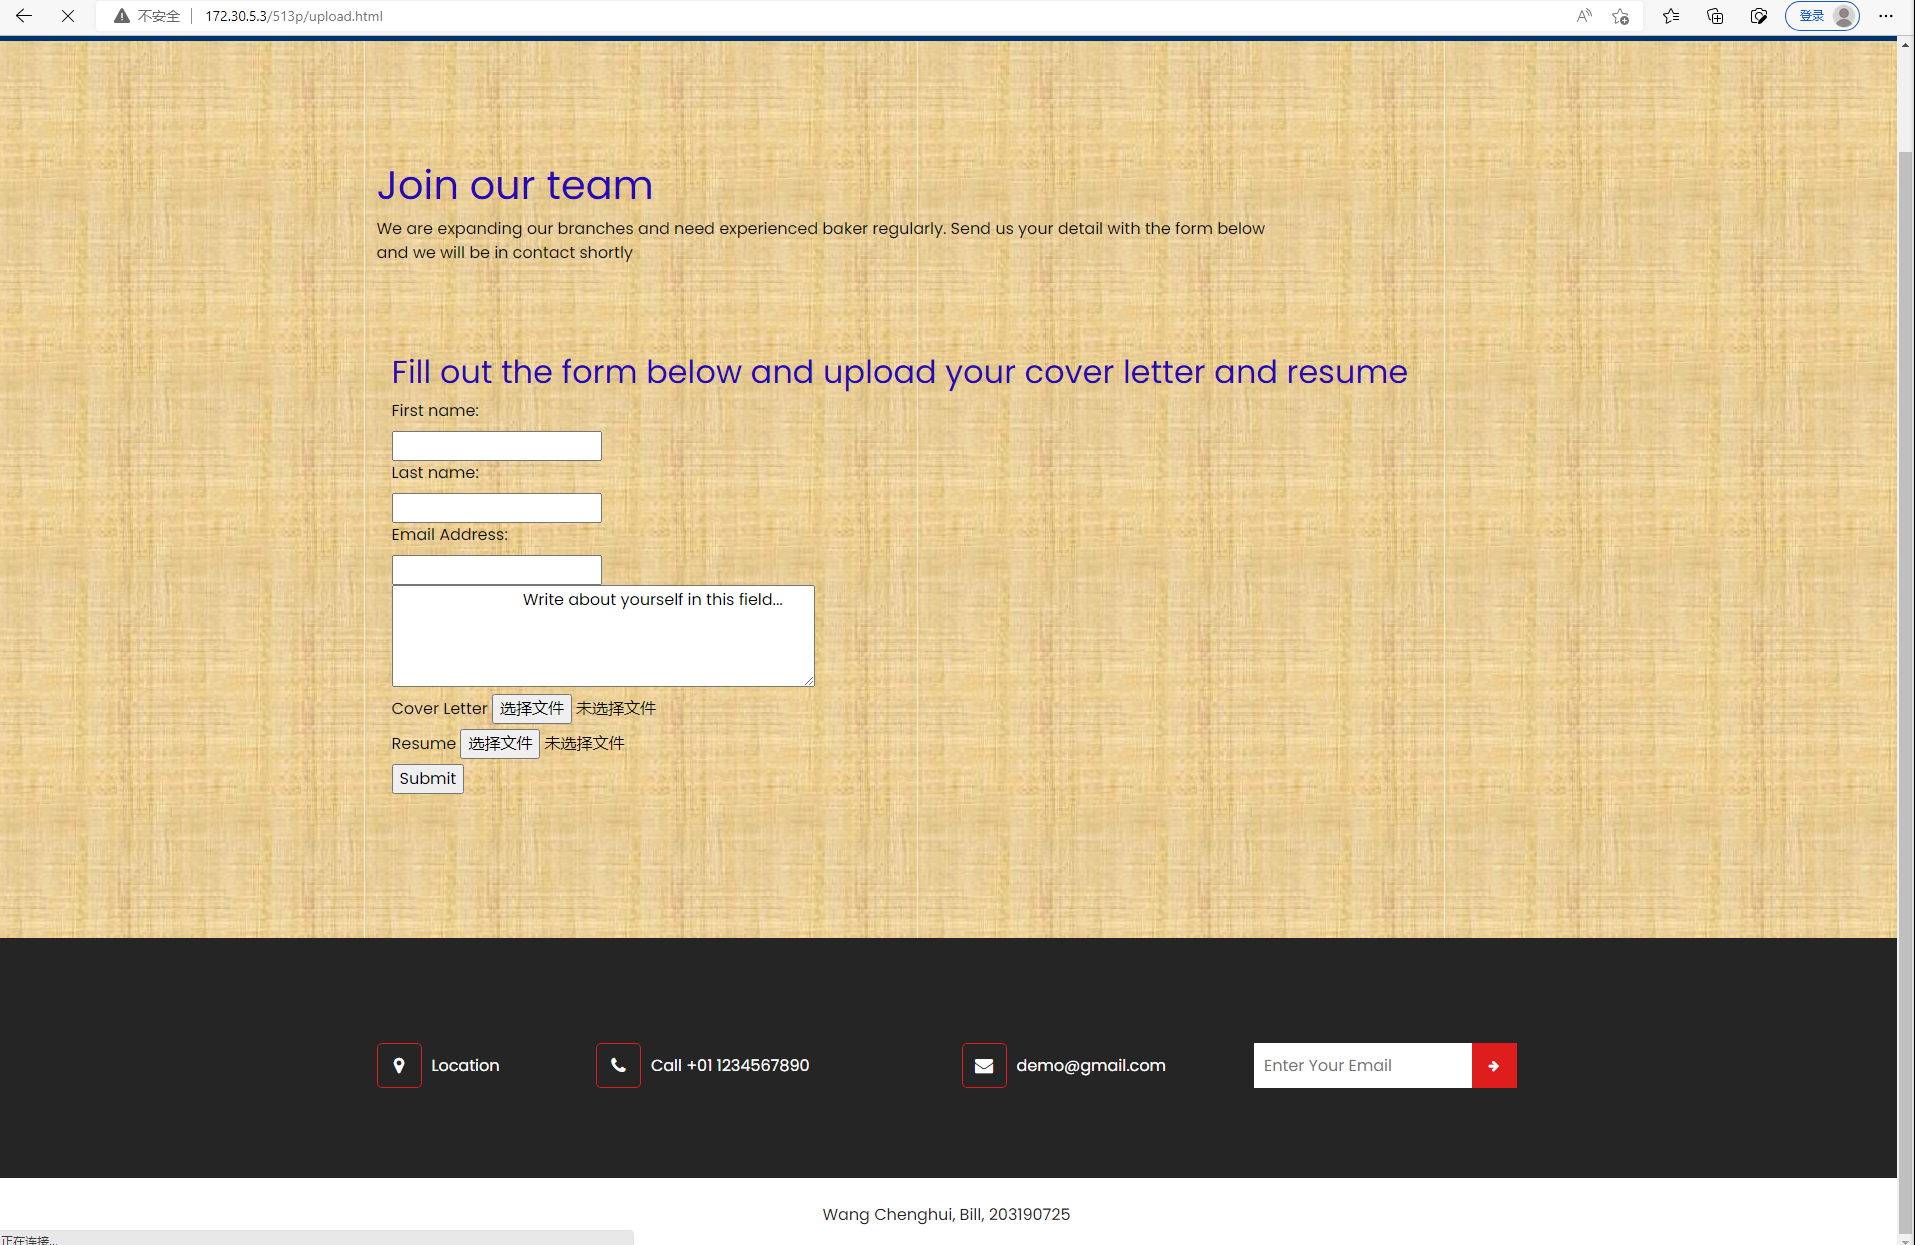 不安全 172.30.5.3/513p/upload.html 登录
Join our team
We are expanding our branches and need experienced baker regularly. Send us your detail with the form below
and we will be in contact shortly
Fill out the form below and upload your cover letter and resume
First name:
Last name:
Email Address:
Write about yourself in this field...
Cover Letter 选择文件 未选择文件
Resume 选择文件 未选择文件
Submit
Location Call +01 1234567890 demo@gmail.com Enter Your Email
Wang Chenghui, Bill, 203190725
正在连接...